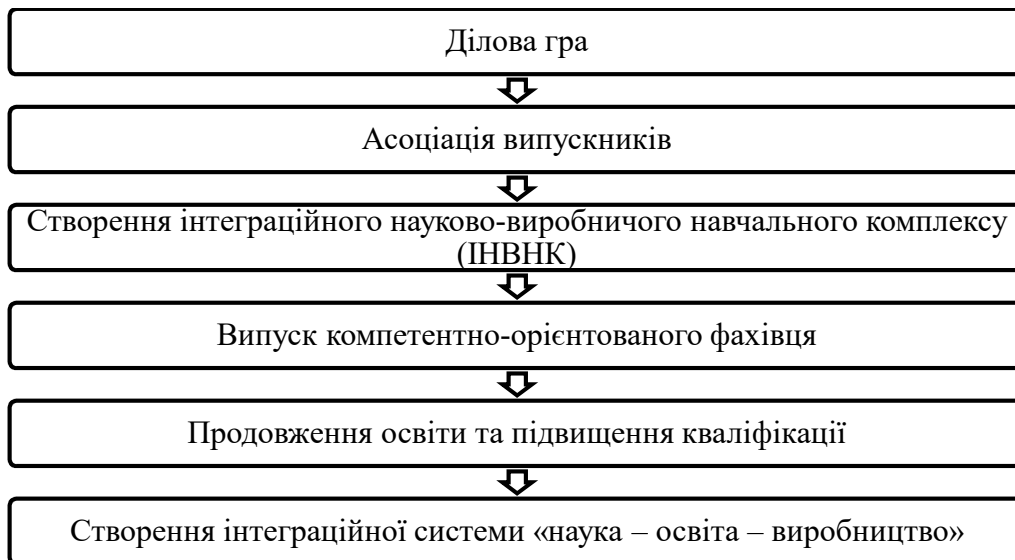 Ділова гра
Асоціація випускників
Створення інтеграційного науково-виробничого навчального комплексу
(ІНВНК)
Випуск компетентно-орієнтованого фахівця
Продовження освіти та підвищення кваліфікації
Створення інтеграційної системи «наука – освіта – виробництво»